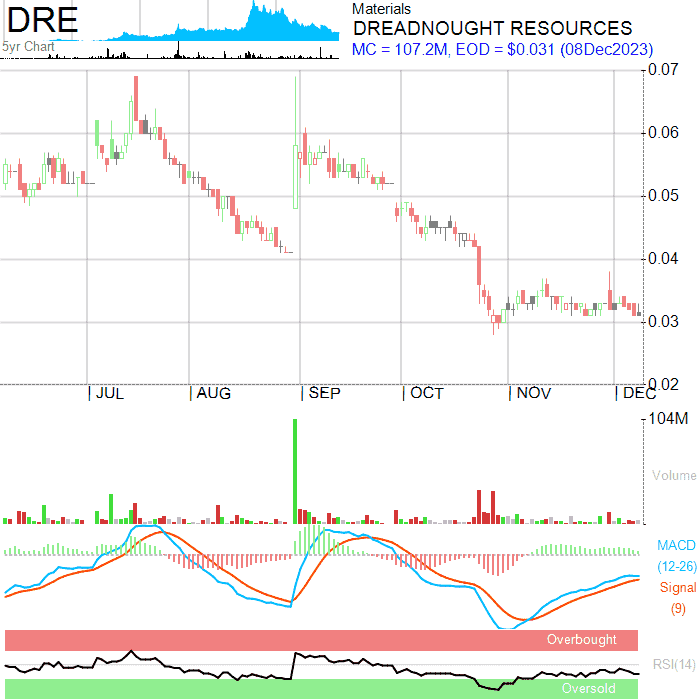 DRE
5yr Chart
Materials
DREADNOUGHT RESOURCES
MC = 107.2M, EOD = $0.031 (08Dec2023)
0.07
0.06
0.05
0.04
0.03
0.02
JUL AUG SEP OCT NOV DEC
104M
Volume
MACD
(12-26)
Signal
(9)
Overbought
RSI(14)
Oversold